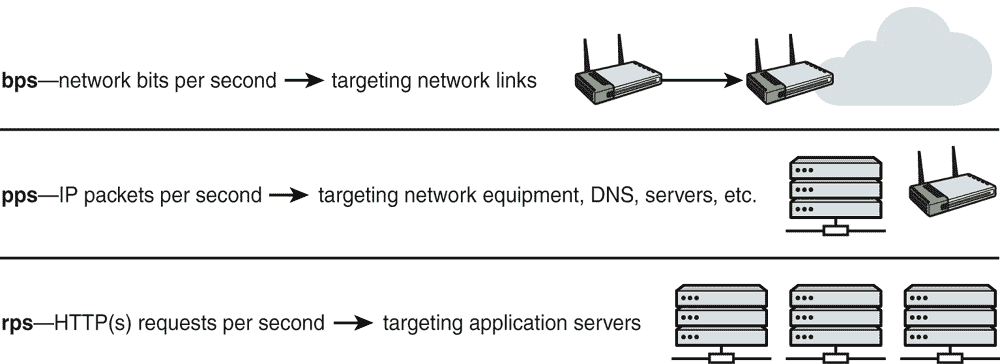 bps—network bits per second → targeting network links
pps—IP packets per second → targeting network equipment, DNS, servers, etc.
rps—HTTP(s) requests per second → targeting application servers